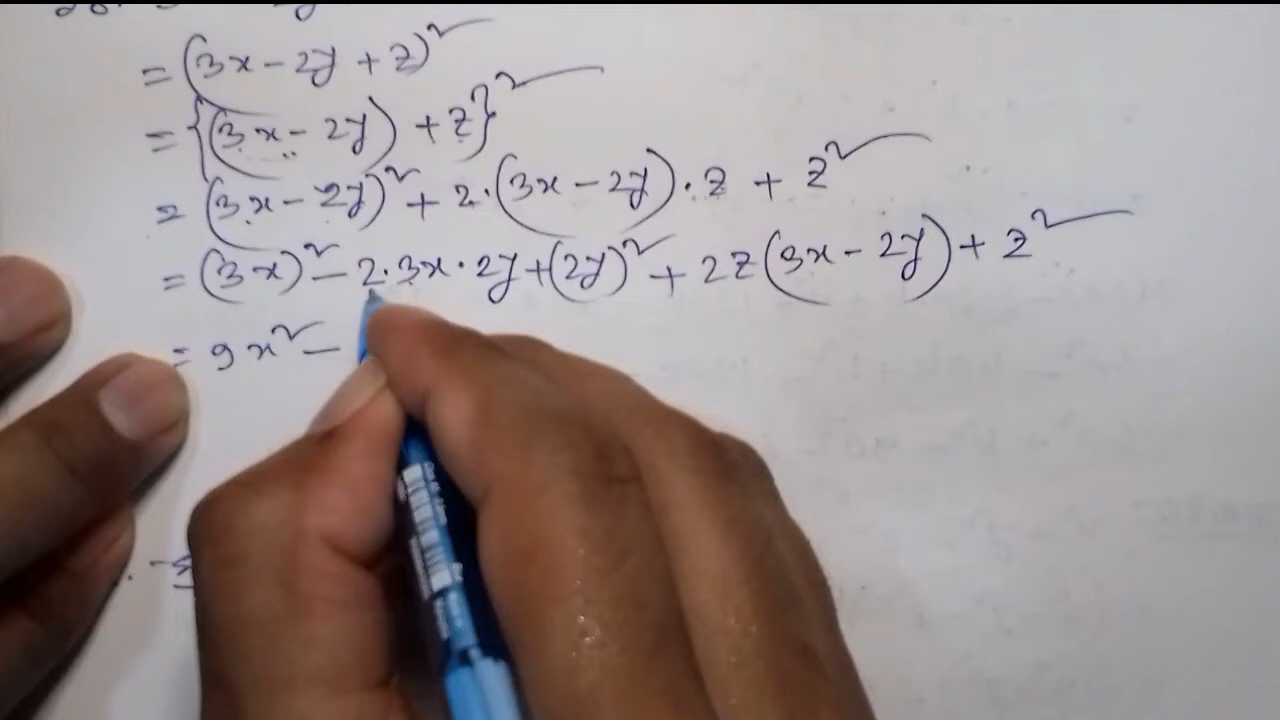 = (3x - 2y + z)²
= {(3x - 2y) + z}²
= (3x - 2y)² + 2·(3x - 2y)·z + z²
= (3x)² - 2·3x·2y + (2y)² + 2z(3x - 2y) + z²
= 9x² -